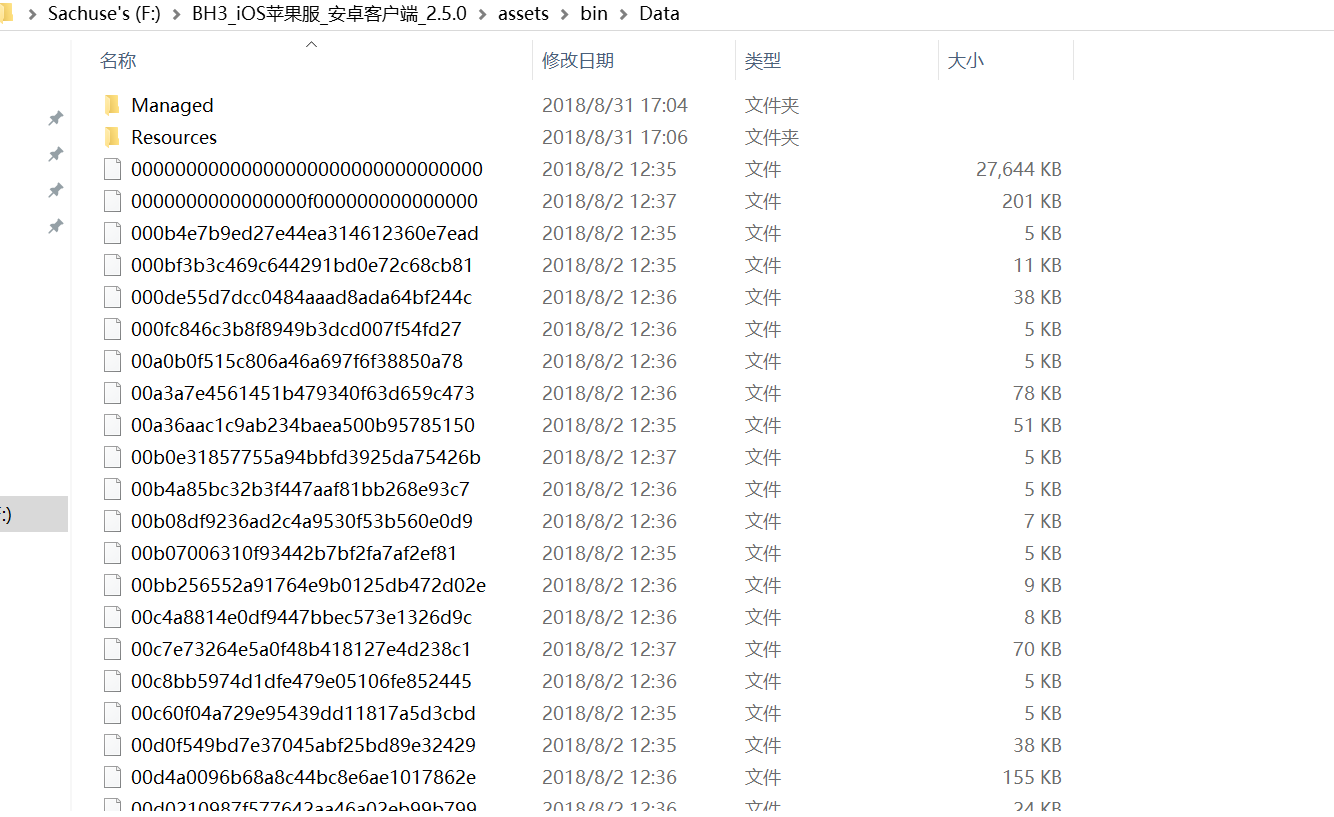 Sachuse's (F:) > BH3_iOS苹果服_安卓客户端_2.5.0 > assets > bin > Data
名称 修改日期 类型 大小
Managed 2018/8/31 17:04 文件夹
Resources 2018/8/31 17:06 文件夹
00000000000000000000000000000000 2018/8/2 12:35 文件 27,644 KB
0000000000000000f000000000000000 2018/8/2 12:37 文件 201 KB
000b4e7b9ed27e44ea314612360e7ead 2018/8/2 12:35 文件 5 KB
000bf3b3c469c644291bd0e72c68cb81 2018/8/2 12:35 文件 11 KB
000de55d7dcc0484aaad8ada64bf244c 2018/8/2 12:36 文件 38 KB
000fc846c3b8f8949b3dcd007f54fd27 2018/8/2 12:36 文件 5 KB
00a0b0f515c806a46a697f6f38850a78 2018/8/2 12:36 文件 5 KB
00a3a7e4561451b479340f63d659c473 2018/8/2 12:36 文件 78 KB
00a36aac1c9ab234baea500b95785150 2018/8/2 12:35 文件 51 KB
00b0e31857755a94bbfd3925da75426b 2018/8/2 12:37 文件 5 KB
00b4a85bc32b3f447aaf81bb268e93c7 2018/8/2 12:36 文件 5 KB
00b08df9236ad2c4a9530f53b560e0d9 2018/8/2 12:36 文件 7 KB
:)
00b07006310f93442b7bf2fa7af2ef81 2018/8/2 12:35 文件 5 KB
00bb256552a91764e9b0125db472d02e 2018/8/2 12:36 文件 9 KB
00c4a8814e0df9447bbec573e1326d9c 2018/8/2 12:36 文件 8 KB
00c7e73264e5a0f48b418127e4d238c1 2018/8/2 12:37 文件 70 KB
00c8bb5974d1dfe479e05106fe852445 2018/8/2 12:36 文件 5 KB
00c60f04a729e95439dd11817a5d3cbd 2018/8/2 12:35 文件 5 KB
00d0f549bd7e37045abf25bd89e32429 2018/8/2 12:35 文件 38 KB
00d4a0096b68a8c44bc8e6ae1017862e 2018/8/2 12:36 文件 155 KB
00d0210987f577642aa46a02eb99b799 2018/8/2 12:36 文件 24 KB